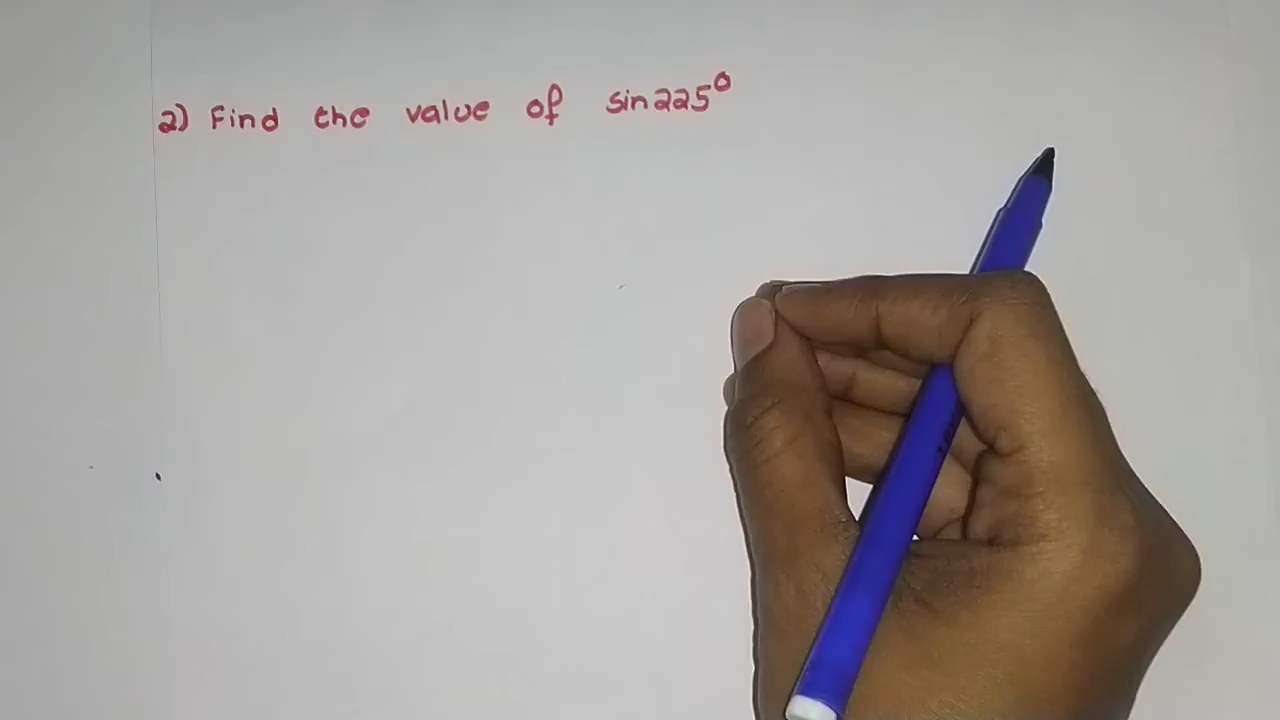 2) Find the value of sin225°